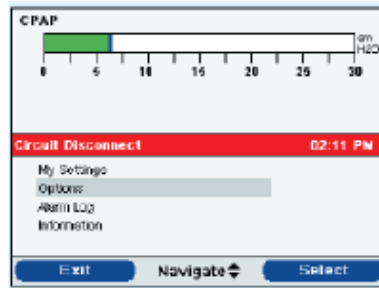 CPAP
cm
H2O
0 5 10 15 20 25 30
Circuit Disconnect 02:11 PM
My Settings
Options
Alarm Log
Information
Exit Navigate Select